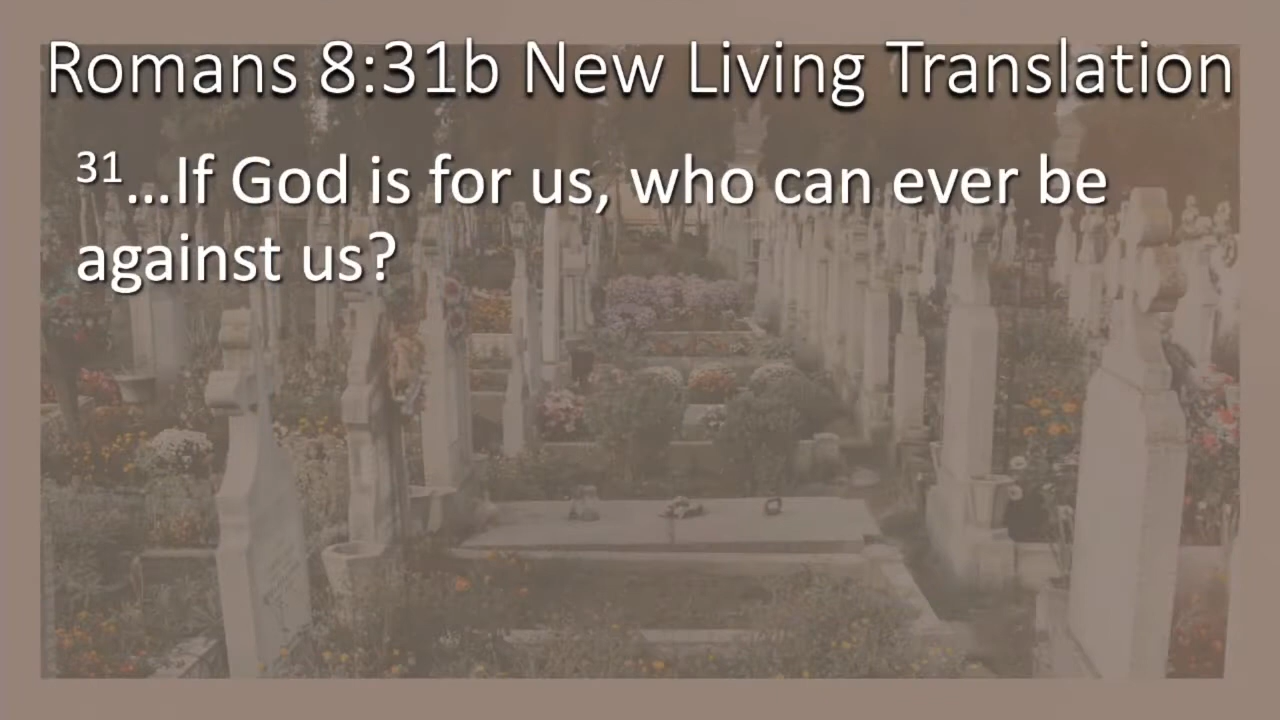 Romans 8:31b New Living Translation
31...If God is for us, who can ever be
against us?